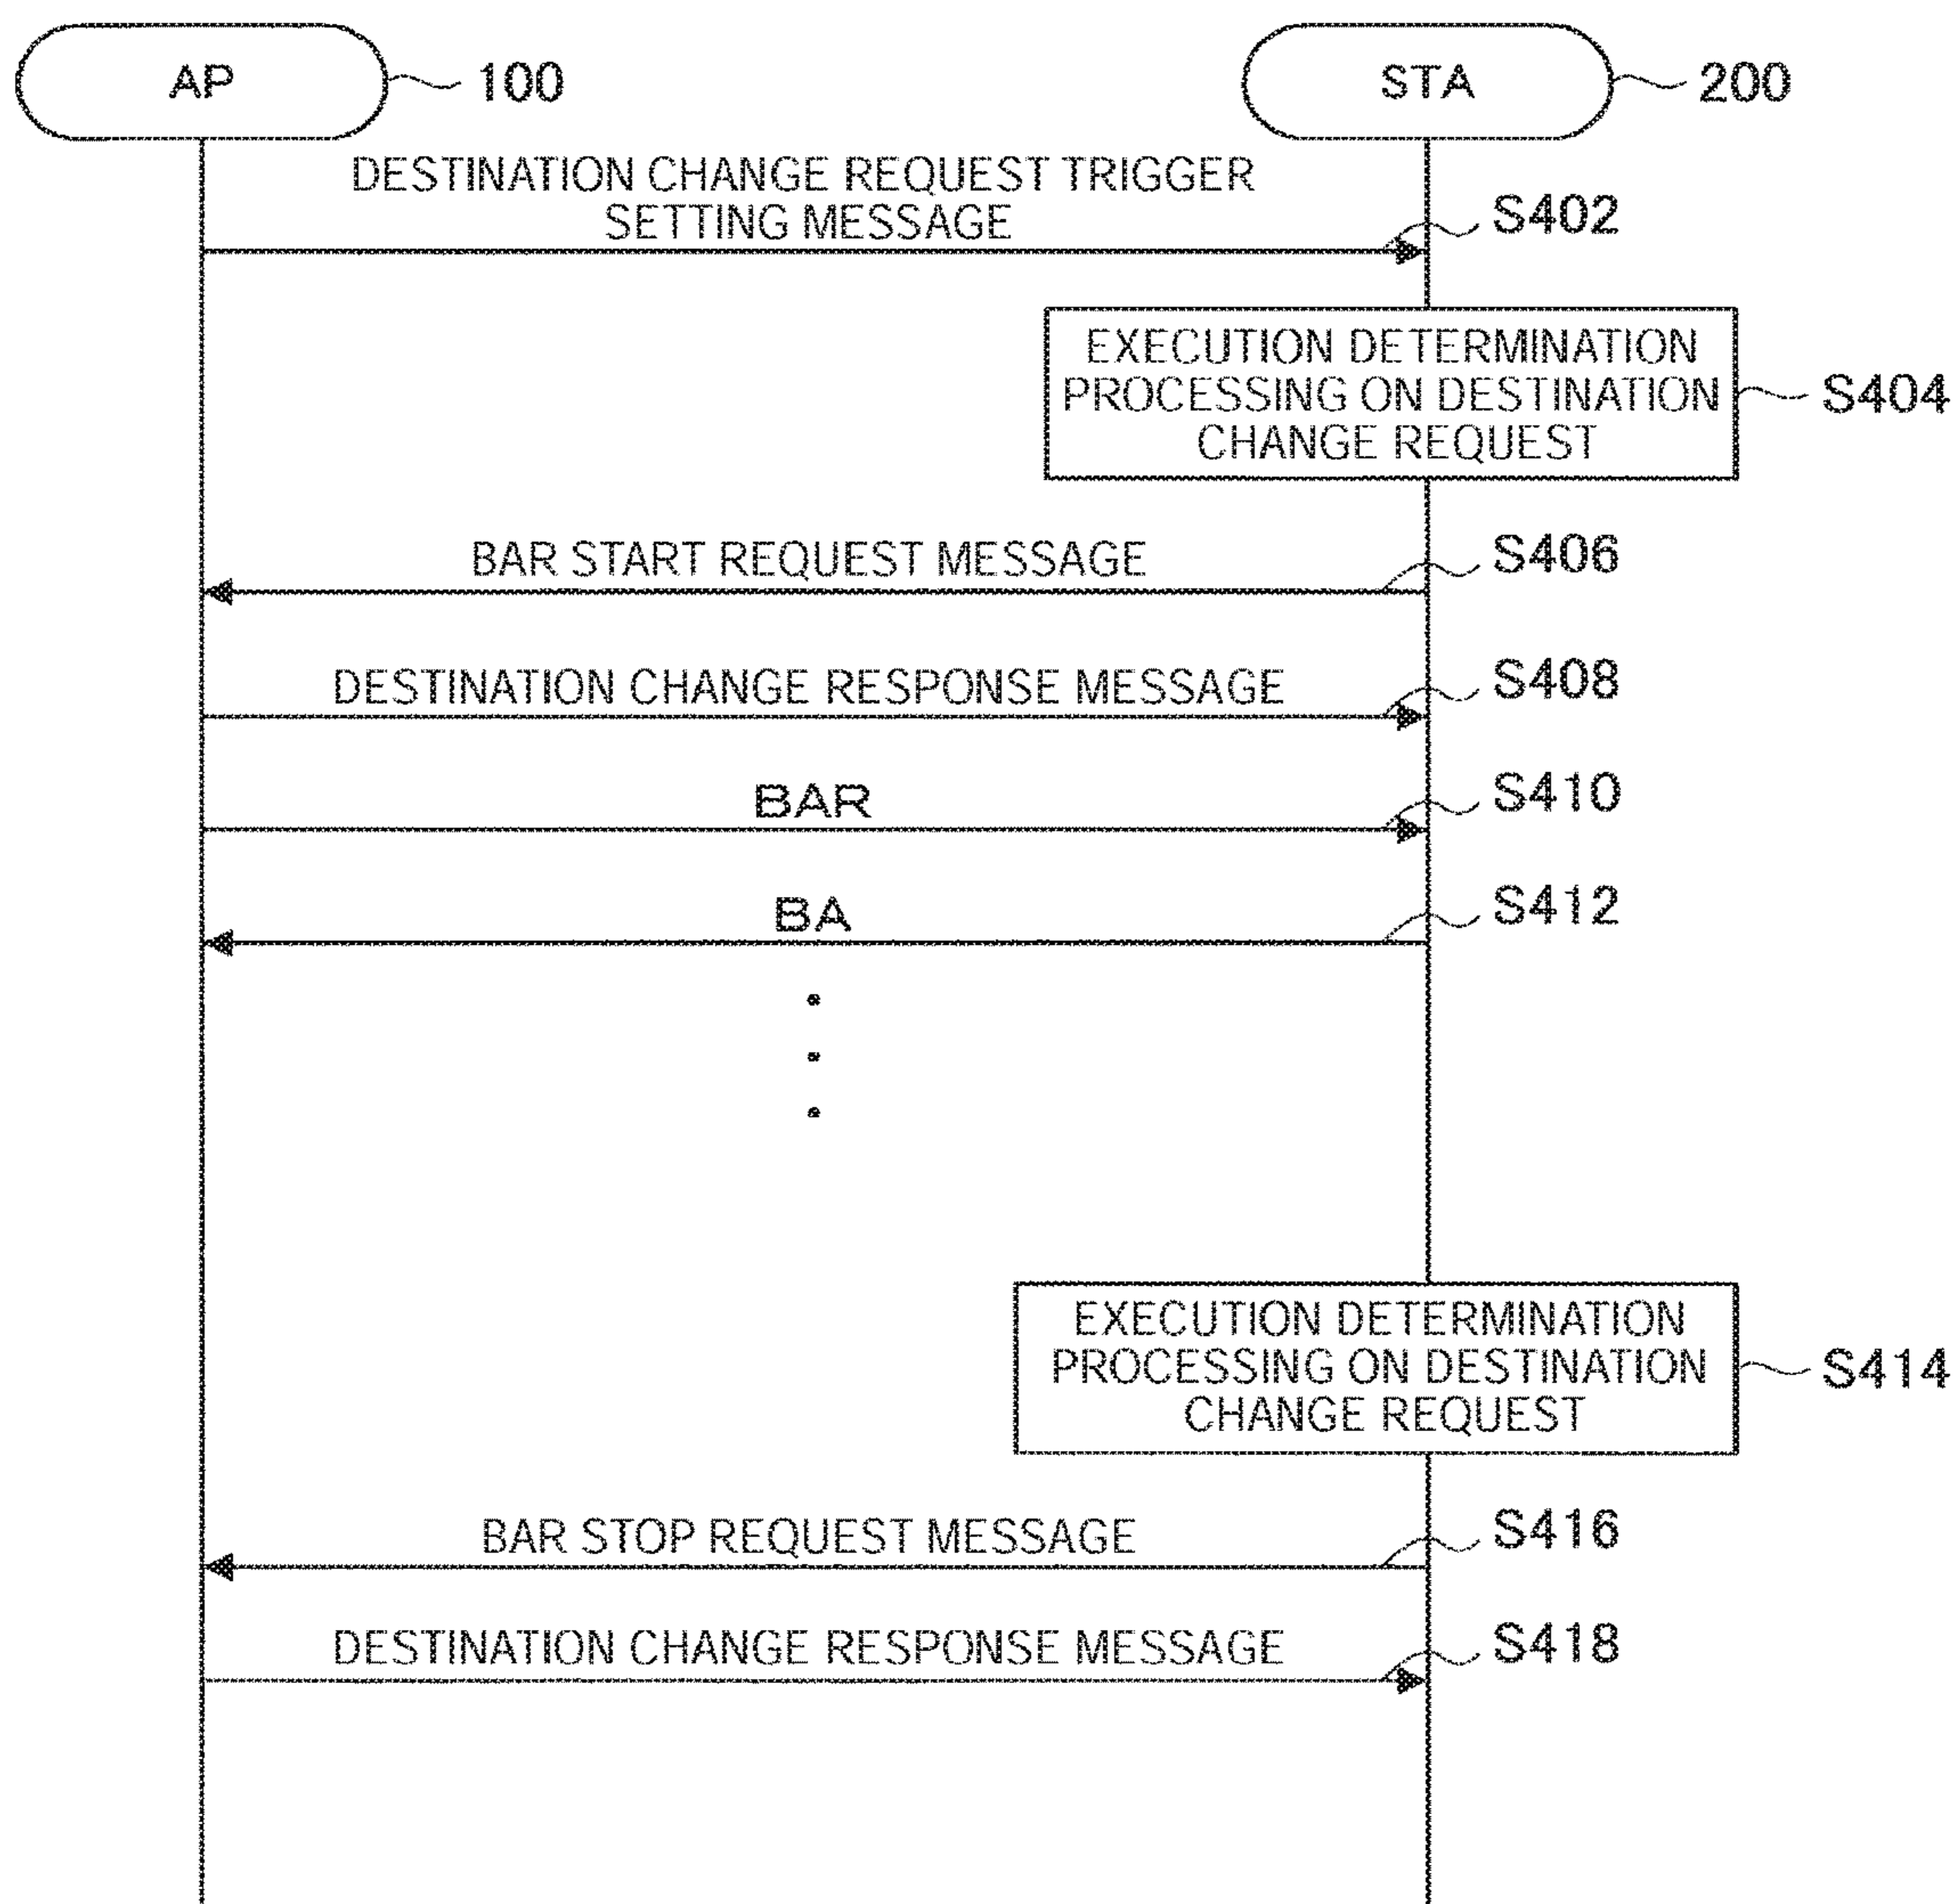 AP
100
STA
200
DESTINATION CHANGE REQUEST TRIGGER
SETTING MESSAGE
S402
EXECUTION DETERMINATION
PROCESSING ON DESTINATION
CHANGE REQUEST
S404
BAR START REQUEST MESSAGE
S406
DESTINATION CHANGE RESPONSE MESSAGE
S408
BAR
S410
BA
S412
EXECUTION DETERMINATION
PROCESSING ON DESTINATION
CHANGE REQUEST
S414
BAR STOP REQUEST MESSAGE
S416
DESTINATION CHANGE RESPONSE MESSAGE
S418